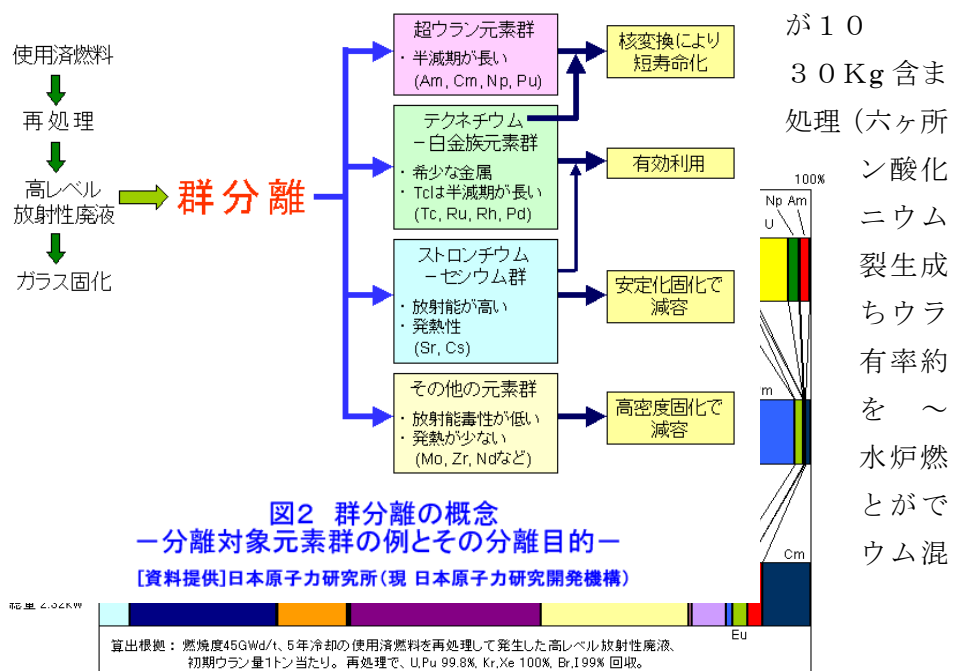 使用済燃料
再 処 理
高レベル
放射性廃液
ガラス固化
群分離
超ウラン元素群
・ 半減期が長い
(Am, Cm, Np, Pu)
テクネチウム
－白金族元素群
・ 希少な金属
・ Tcは半減期が長い
(Tc, Ru, Rh, Pd)
ストロンチウム
－セシウム群
・ 放射能が高い
・ 発熱性
(Sr, Cs)
その他の元素群
・ 放射能毒性が低い
・ 発熱が少ない
(Mo, Zr, Ndなど)
核変換により
短寿命化
有効利用
安定化固化で
減容
高密度固化で
減容
図２ 群分離の概念
－分離対象元素群の例とその分離目的－
[資料提供]日本原子力研究所(現 日本原子力研究開発機構)
が１０
３０Kg 含ま
処理（六ヶ所
ン酸化
ニウム
裂生成
ちウラ
有率約
を ～
水炉燃
とがで
ウム混
100%
Np Am
U
m
Cm
Eu
総量 2.32kW
算出根拠： 燃焼度45GWd/t、5年冷却の使用済燃料を再処理して発生した高レベル放射性廃液、
初期ウラン量1トン当たり。 再処理で、U,Pu 99.8%, Kr,Xe 100%, Br,I 99% 回収。